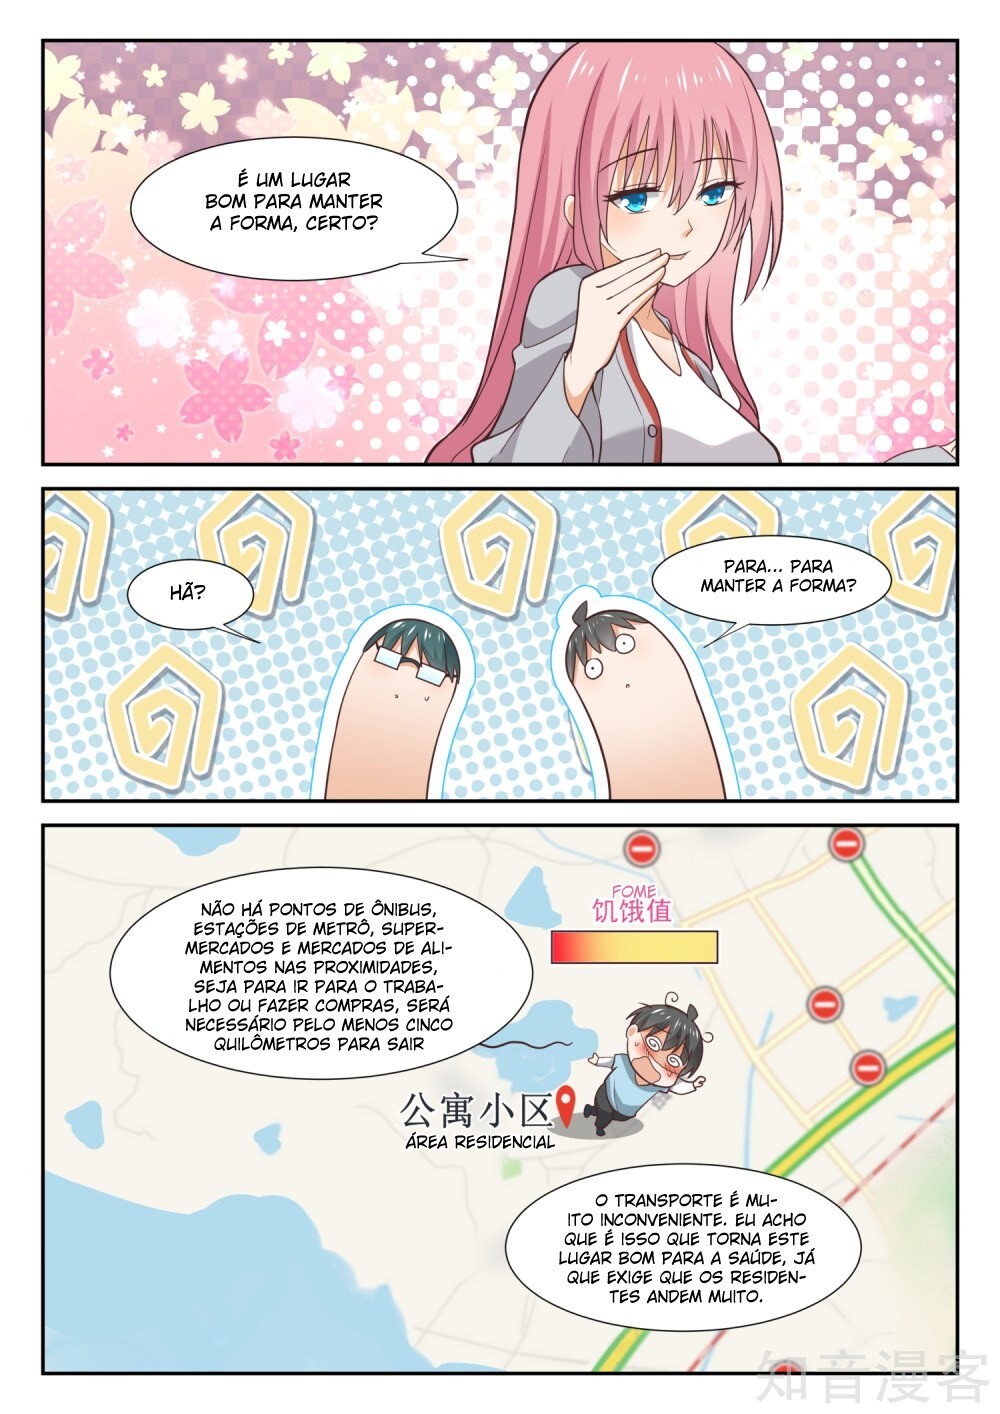 É UM LUGAR
BOM PARA MANTER
A FORMA, CERTO?
HÃ?
PARA... PARA
MANTER A FORMA?
FOME
饥饿值
NÃO HÁ PONTOS DE ÔNIBUS,
ESTAÇÕES DE METRÔ, SUPER-
MERCADOS E MERCADOS DE ALI-
MENTOS NAS PROXIMIDADES,
SEJA PARA IR PARA O TRABA-
LHO OU FAZER COMPRAS, SERÁ
NECESSÁRIO PELO MENOS CINCO
QUILÔMETROS PARA SAIR
公寓小区
ÁREA RESIDENCIAL
O TRANSPORTE É MU-
ITO INCONVENIENTE. EU ACHO
QUE É ISSO QUE TORNA ESTE
LUGAR BOM PARA A SAÚDE, JÁ
QUE EXIGE QUE OS RESIDEN-
TES ANDEM MUITO.
知音漫客